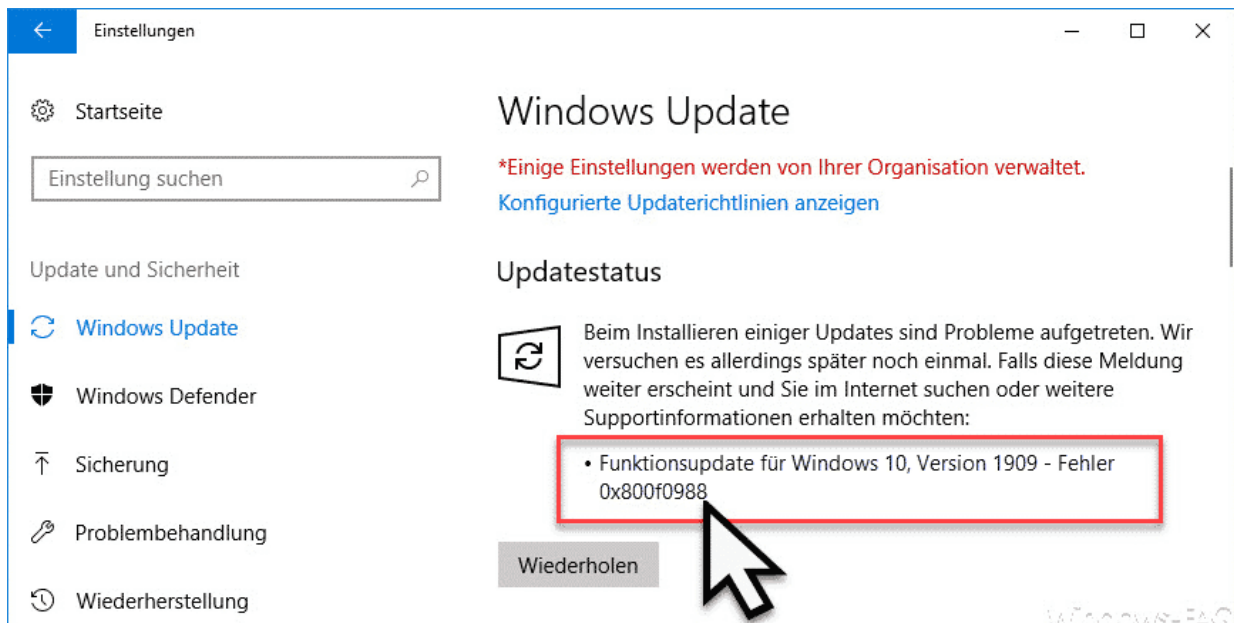 Einstellungen
Startseite
Einstellung suchen
Update und Sicherheit
Windows Update
Windows Defender
Sicherung
Problembehandlung
Wiederherstellung
Windows Update
*Einige Einstellungen werden von Ihrer Organisation verwaltet.
Konfigurierte Updaterichtlinien anzeigen
Updatestatus
Beim Installieren einiger Updates sind Probleme aufgetreten. Wir
versuchen es allerdings später noch einmal. Falls diese Meldung
weiter erscheint und Sie im Internet suchen oder weitere
Supportinformationen erhalten möchten:
• Funktionsupdate für Windows 10, Version 1909 - Fehler
0x800f0988
Wiederholen
Windows-FAQ